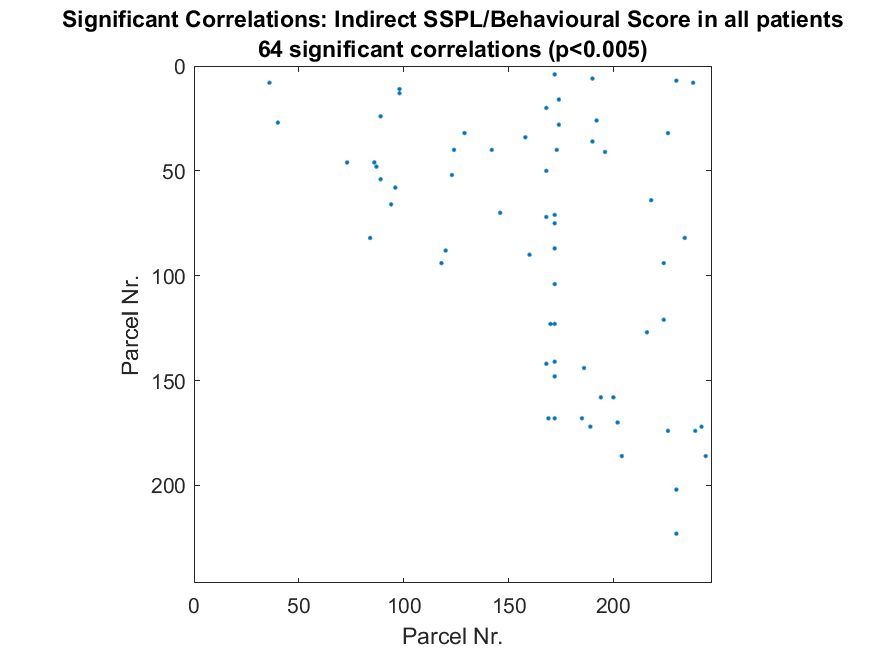 Significant Correlations: Indirect SSPL/Behavioural Score in all patients
64 significant correlations (p<0.005)
0
50
100
150
200
Parcel Nr.
0 50 100 150 200
Parcel Nr.